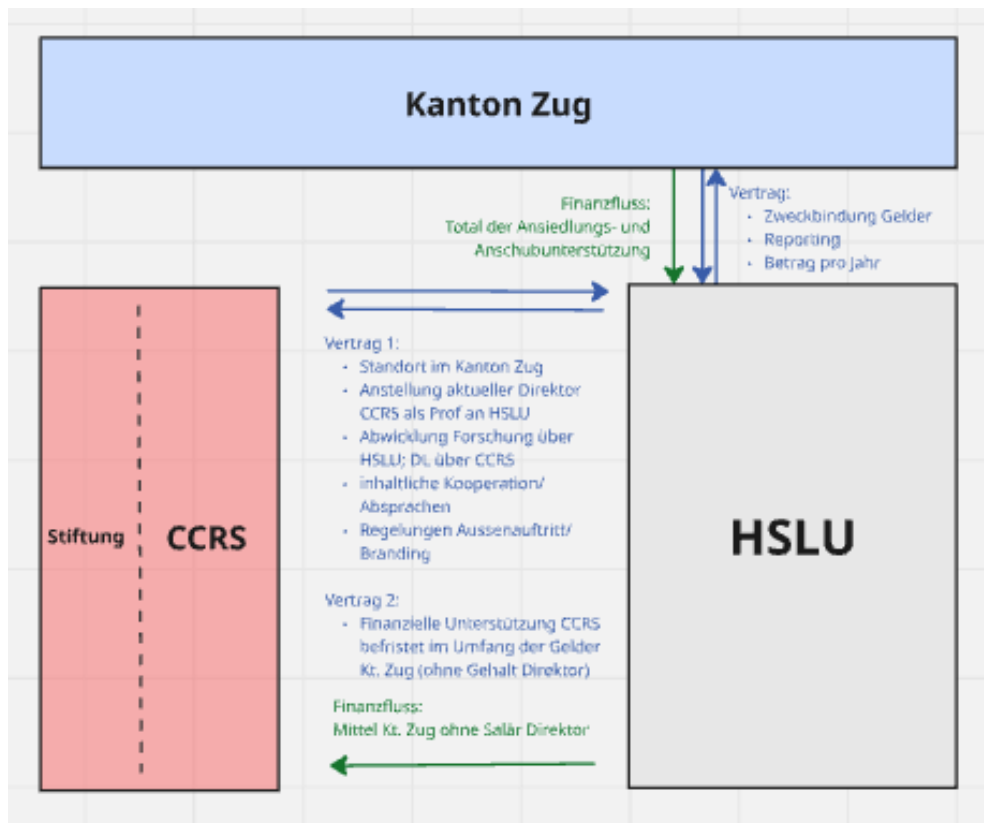 Kanton Zug
Finanzfluss:
Total der Ansiedlungs- und
Anschubunterstützung
Vertrag:
· Zweckbindung Gelder
· Reporting
· Betrag pro Jahr
Stiftung
CCRS
Vertrag 1:
· Standort im Kanton Zug
· Anstellung aktueller Direktor
CCRS als Prof an HSLU
· Abwicklung Forschung über
HSLU; DL über CCRS
· inhaltliche Kooperation/
Absprachen
· Regelungen Aussenauftritt/
Branding
Vertrag 2:
· Finanzielle Unterstützung CCRS
befristet im Umfang der Gelder
Kt. Zug (ohne Gehalt Direktor)
Finanzfluss:
Mittel Kt. Zug ohne Salär Direktor
HSLU